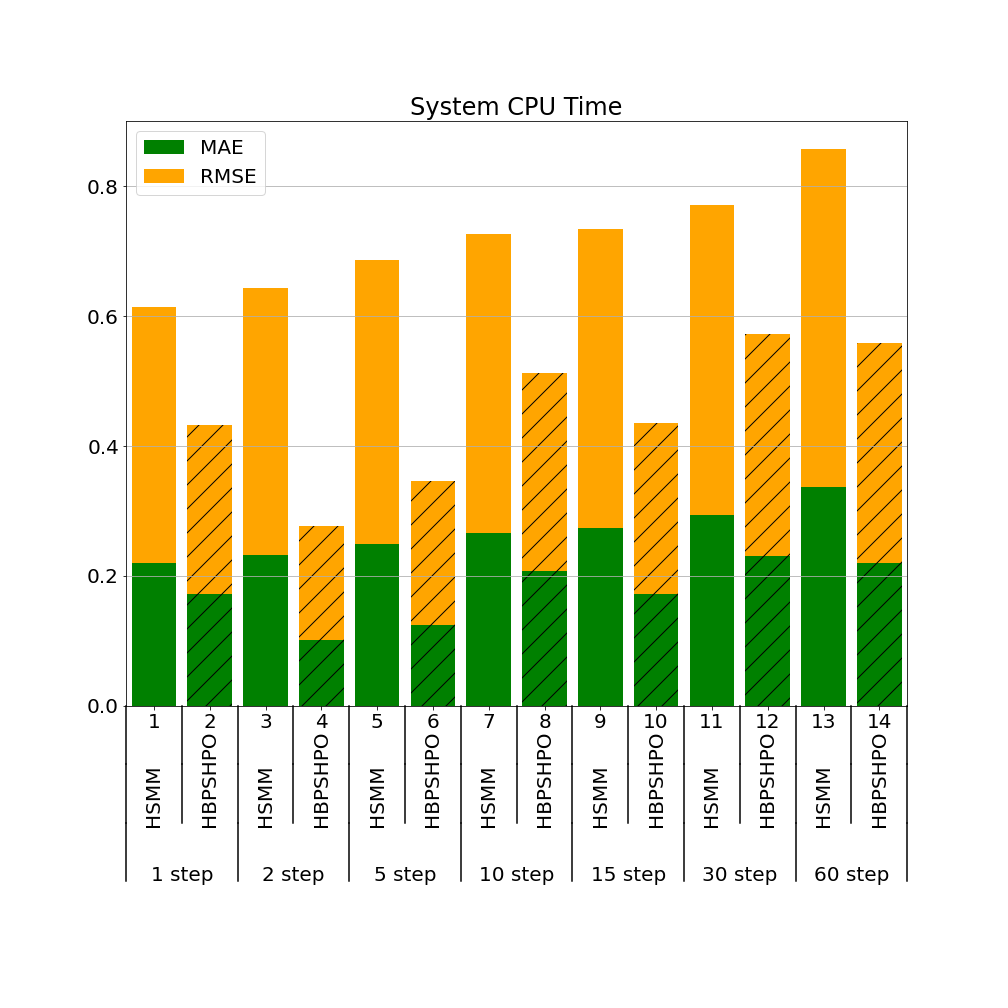 System CPU Time
MAE
RMSE
0.8
0.6
0.4
0.2
0.0
1 2 3 4 5 6 7 8 9 10 11 12 13 14
HSMM HBPSHPO HSMM HBPSHPO HSMM HBPSHPO HSMM HBPSHPO HSMM HBPSHPO HSMM HBPSHPO HSMM HBPSHPO
1 step 2 step 5 step 10 step 15 step 30 step 60 step